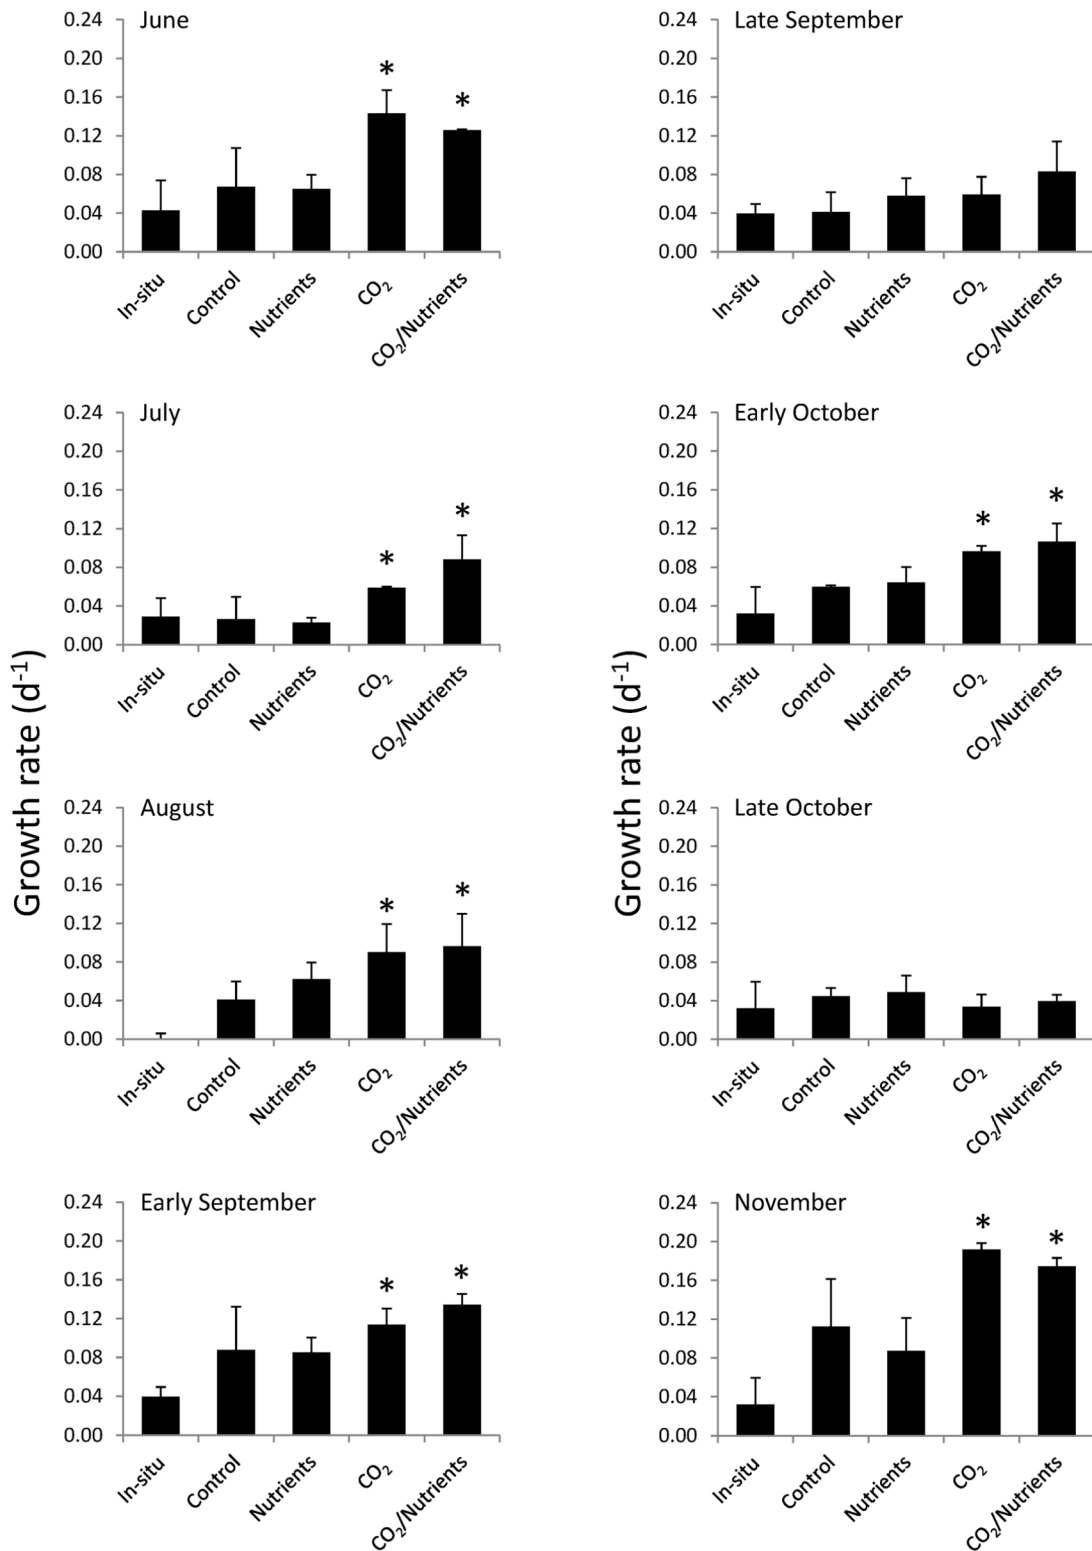 Growth rate (d⁻¹)
June
0.24
0.20
0.16
0.12
0.08
0.04
0.00
*
*
In-situ
Control
Nutrients
CO₂
CO₂/Nutrients
July
0.24
0.20
0.16
0.12
0.08
0.04
0.00
*
*
In-situ
Control
Nutrients
CO₂
CO₂/Nutrients
August
0.24
0.20
0.16
0.12
0.08
0.04
0.00
*
*
In-situ
Control
Nutrients
CO₂
CO₂/Nutrients
Early September
0.24
0.20
0.16
0.12
0.08
0.04
0.00
*
*
In-situ
Control
Nutrients
CO₂
CO₂/Nutrients
Growth rate (d⁻¹)
Late September
0.24
0.20
0.16
0.12
0.08
0.04
0.00
In-situ
Control
Nutrients
CO₂
CO₂/Nutrients
Early October
0.24
0.20
0.16
0.12
0.08
0.04
0.00
*
*
In-situ
Control
Nutrients
CO₂
CO₂/Nutrients
Late October
0.24
0.20
0.16
0.12
0.08
0.04
0.00
In-situ
Control
Nutrients
CO₂
CO₂/Nutrients
November
0.24
0.20
0.16
0.12
0.08
0.04
0.00
*
*
In-situ
Control
Nutrients
CO₂
CO₂/Nutrients